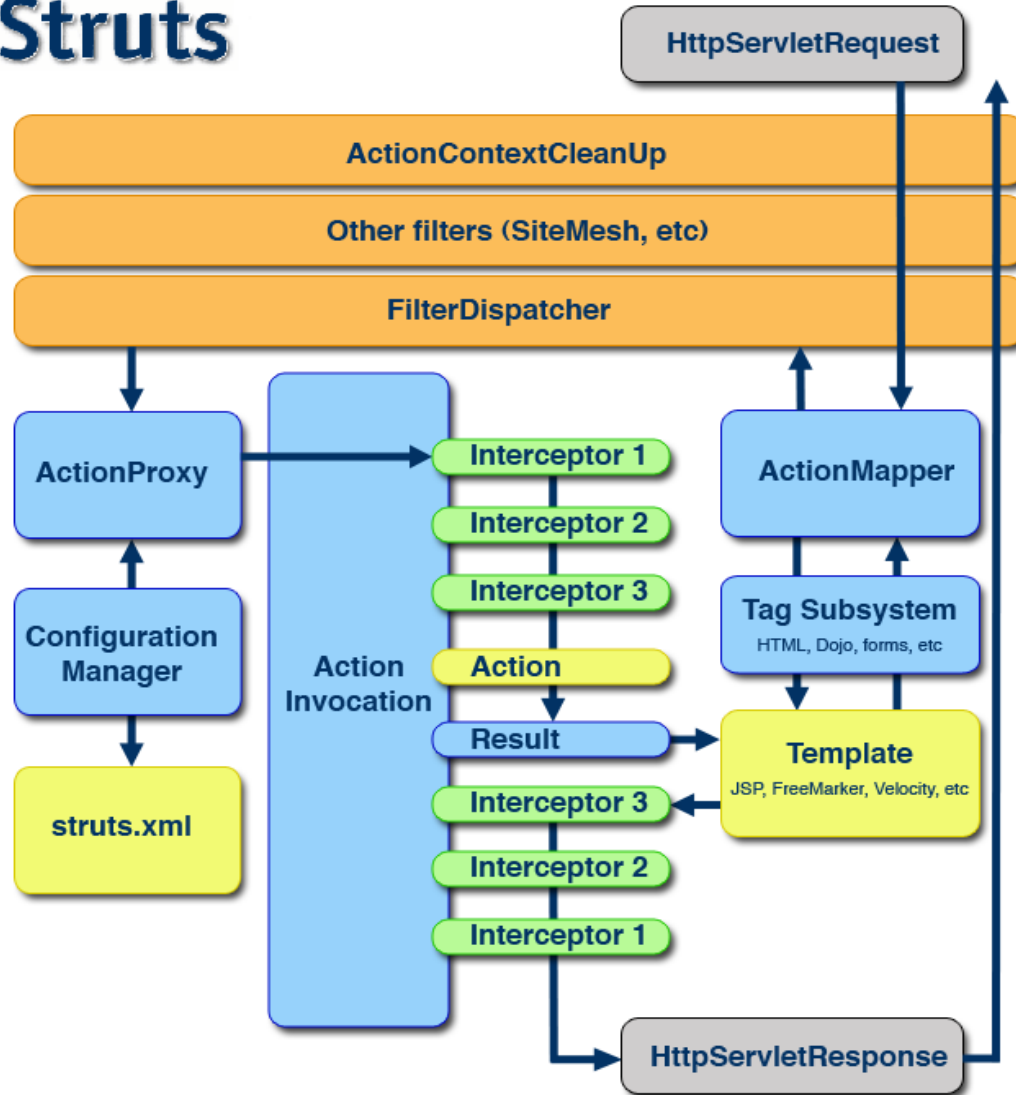 Struts
HttpServletRequest
ActionContextCleanUp
Other filters (SiteMesh, etc)
FilterDispatcher
ActionProxy
Interceptor 1
ActionMapper
Interceptor 2
Interceptor 3
Tag Subsystem
HTML, Dojo, forms, etc
Configuration
Manager
Action
Invocation
Action
Result
Template
JSP, FreeMarker, Velocity, etc
struts.xml
Interceptor 3
Interceptor 2
Interceptor 1
HttpServletResponse